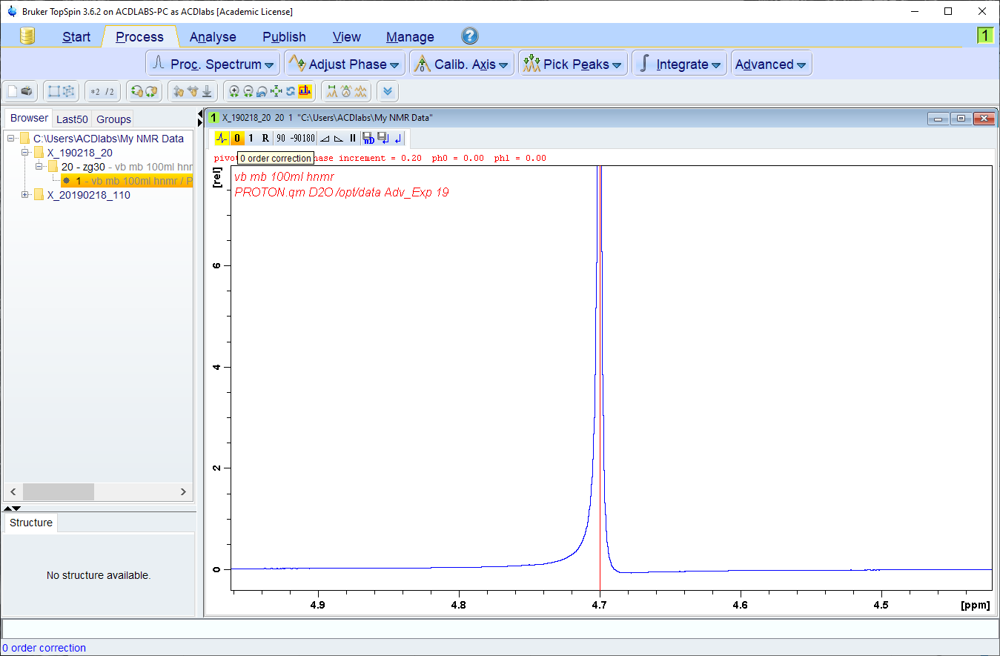 Bruker TopSpin 3.6.2 on ACDLABS-PC as ACDlabs [Academic License]
Start Process Analyse Publish View Manage ? 1
Proc. Spectrum Adjust Phase Calib. Axis Pick Peaks Integrate Advanced
*2 /2
Browser Last50 Groups
1 X_190218_20 20 1 "C:\Users\ACDlabs\My NMR Data"
C:\Users\ACDlabs\My NMR Data
X_190218_20
20 - zg30 - vb mb 100ml hnr
1 - vb mb 100ml hnmr / P
X_20190218_110
0 1 R 90 -90 180 nD
0 order correction
pivot hase increment = 0.20 ph0 = 0.00 ph1 = 0.00
[rel]
vb mb 100ml hnmr
PROTON.qm D2O /opt/data Adv_Exp 19
6
4
2
0
4.9 4.8 4.7 4.6 4.5 [ppm]
Structure
No structure available.
0 order correction